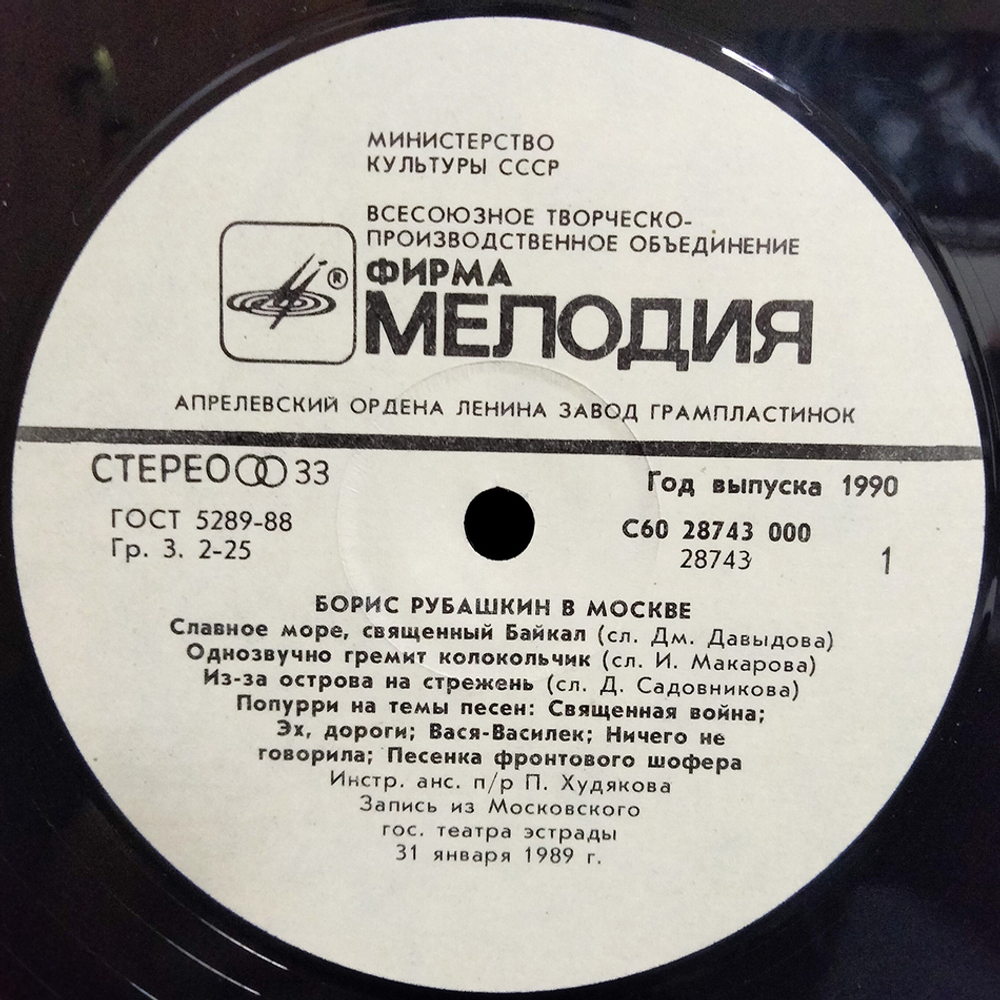 МИНИСТЕРСТВО
КУЛЬТУРЫ СССР
ВСЕСОЮЗНОЕ ТВОРЧЕСКО-
ПРОИЗВОДСТВЕННОЕ ОБЪЕДИНЕНИЕ
®
ФИРМА
МЕЛОДИЯ
АПРЕЛЕВСКИЙ ОРДЕНА ЛЕНИНА ЗАВОД ГРАМПЛАСТИНОК
СТЕРЕО 33
ГОСТ 5289-88
Гр. 3. 2-25
Год выпуска 1990
С60 28743 000
28743
1
БОРИС РУБАШКИН В МОСКВЕ
Славное море, священный Байкал (сл. Дм. Давыдова)
Однозвучно гремит колокольчик (сл. И. Макарова)
Из-за острова на стрежень (сл. Д. Садовникова)
Попурри на темы песен: Священная война;
Эх, дороги; Вася-Василек; Ничего не
говорила; Песенка фронтового шофера
Инстр. анс. п/р П. Худякова
Запись из Московского
гос. театра эстрады
31 января 1989 г.